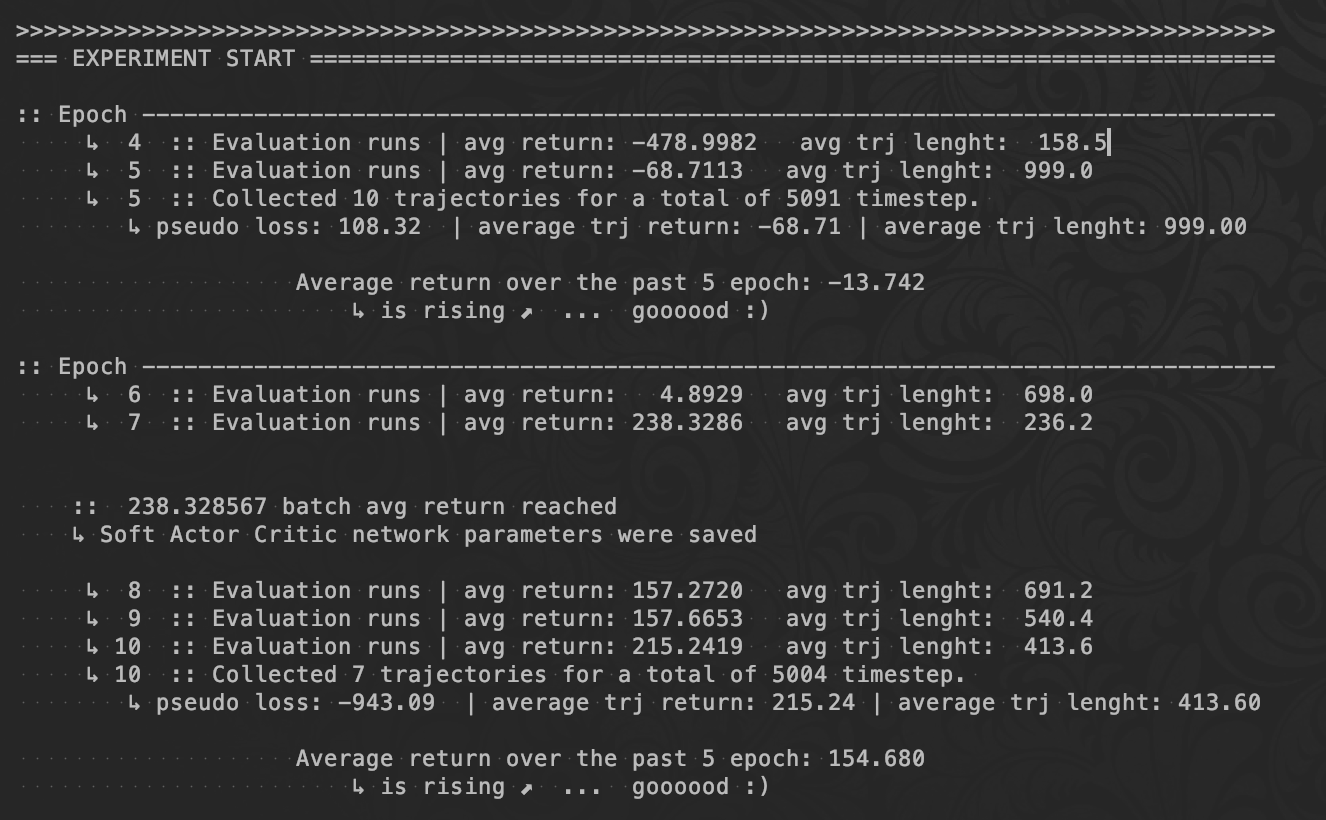 >>>>>>>>>>>>>>>>>>>>>>>>>>>>>>>>>>>>>>>>>>>>>>>>>>>>>>>>>>>>>>>>>>>>>>>>>>>>>>>>>>>>>>>>>>
=== EXPERIMENT START =====================================================================
:: Epoch ---------------------------------------------------------------------------------
↳  4  :: Evaluation runs | avg return: -478.9982   avg trj lenght:  158.5
↳  5  :: Evaluation runs | avg return: -68.7113   avg trj lenght:  999.0
↳  5  :: Collected 10 trajectories for a total of 5091 timestep.
↳ pseudo loss: 108.32  | average trj return: -68.71 | average trj lenght: 999.00
Average return over the past 5 epoch: -13.742
↳ is rising ⬈  ...  goooood :)
:: Epoch ---------------------------------------------------------------------------------
↳  6  :: Evaluation runs | avg return:   4.8929   avg trj lenght:  698.0
↳  7  :: Evaluation runs | avg return: 238.3286   avg trj lenght:  236.2
::  238.328567 batch avg return reached
↳ Soft Actor Critic network parameters were saved
↳  8  :: Evaluation runs | avg return: 157.2720   avg trj lenght:  691.2
↳  9  :: Evaluation runs | avg return: 157.6653   avg trj lenght:  540.4
↳ 10  :: Evaluation runs | avg return: 215.2419   avg trj lenght:  413.6
↳ 10  :: Collected 7 trajectories for a total of 5004 timestep.
↳ pseudo loss: -943.09  | average trj return: 215.24 | average trj lenght: 413.60
Average return over the past 5 epoch: 154.680
↳ is rising ⬈  ...  goooood :)